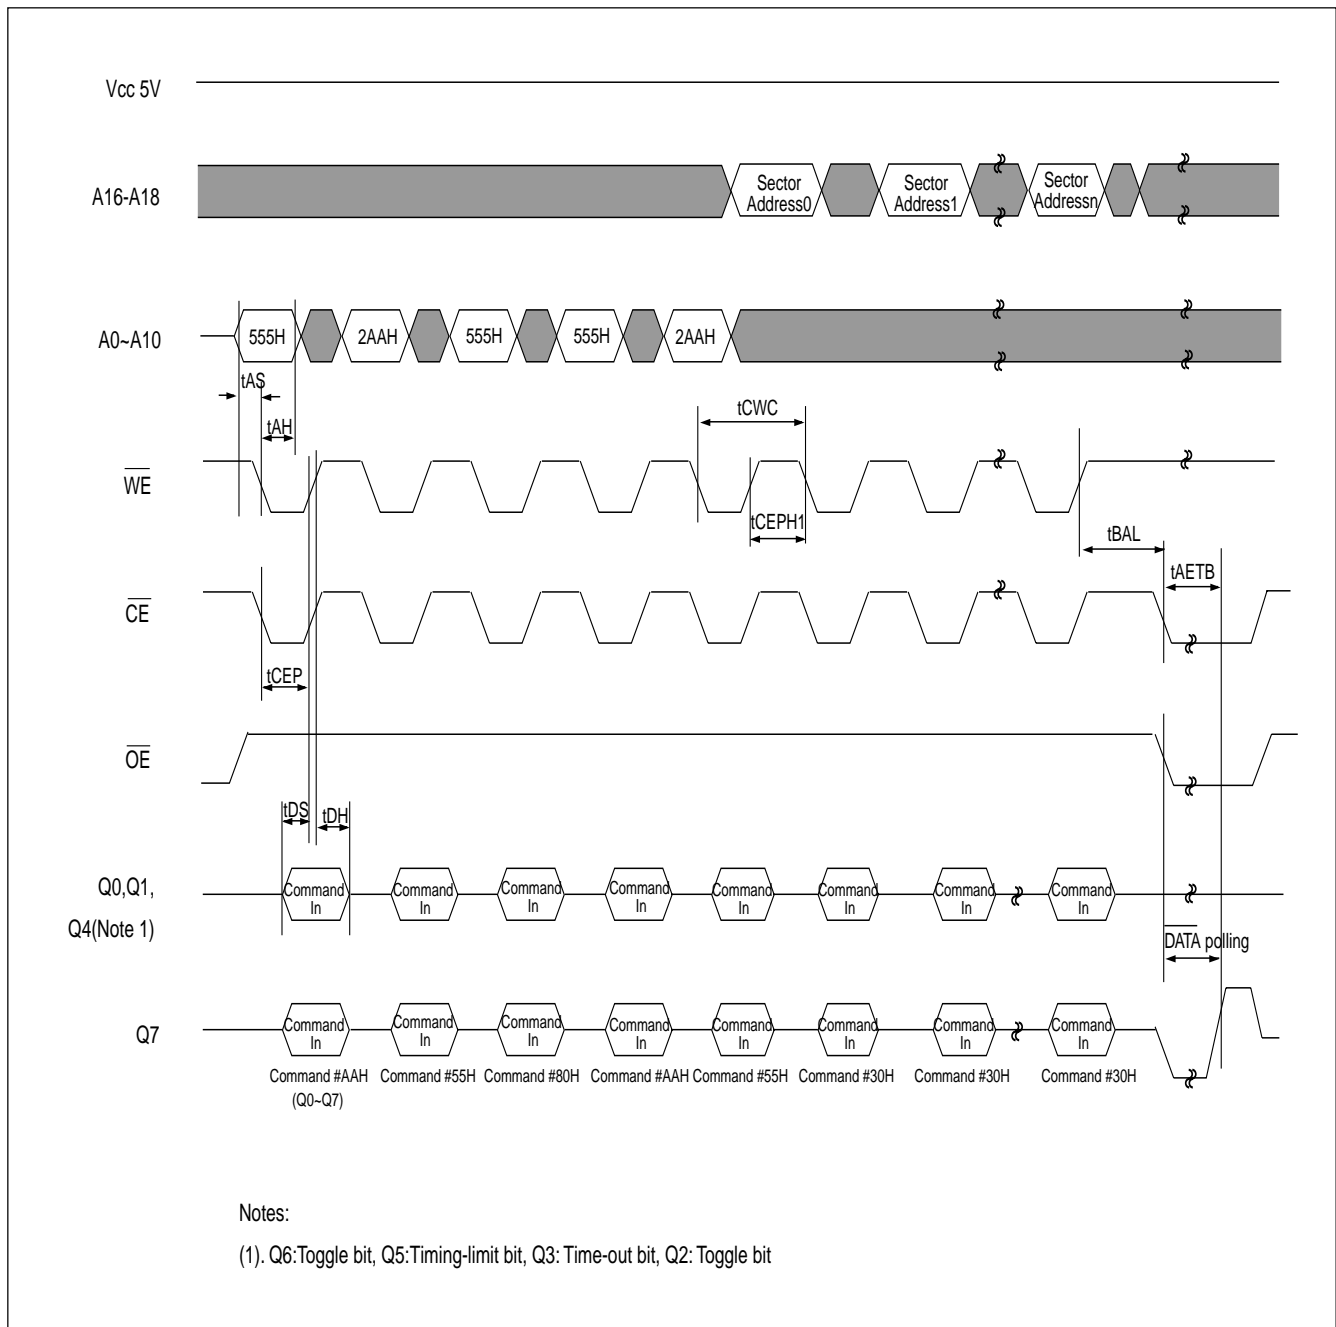 Vcc 5V
A16-A18
Sector
Address0
Sector
Address1
Sector
Addressn
A0~A10
555H
2AAH
555H
555H
2AAH
tAS
tAH
tCWC
WE
tCEPH1
tBAL
tAETB
CE
tCEP
OE
tDS
tDH
Q0,Q1,
Q4(Note 1)
Command
In
Command
In
Command
In
Command
In
Command
In
Command
In
Command
In
Command
In
DATA polling
Q7
Command
In
Command
In
Command
In
Command
In
Command
In
Command
In
Command
In
Command
In
Command #AAH
(Q0~Q7)
Command #55H
Command #80H
Command #AAH
Command #55H
Command #30H
Command #30H
Command #30H
Notes:
(1). Q6:Toggle bit, Q5:Timing-limit bit, Q3: Time-out bit, Q2: Toggle bit